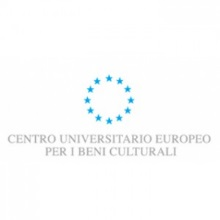 CENTRO UNIVERSITARIO EUROPEO
PER I BENI CULTURALI